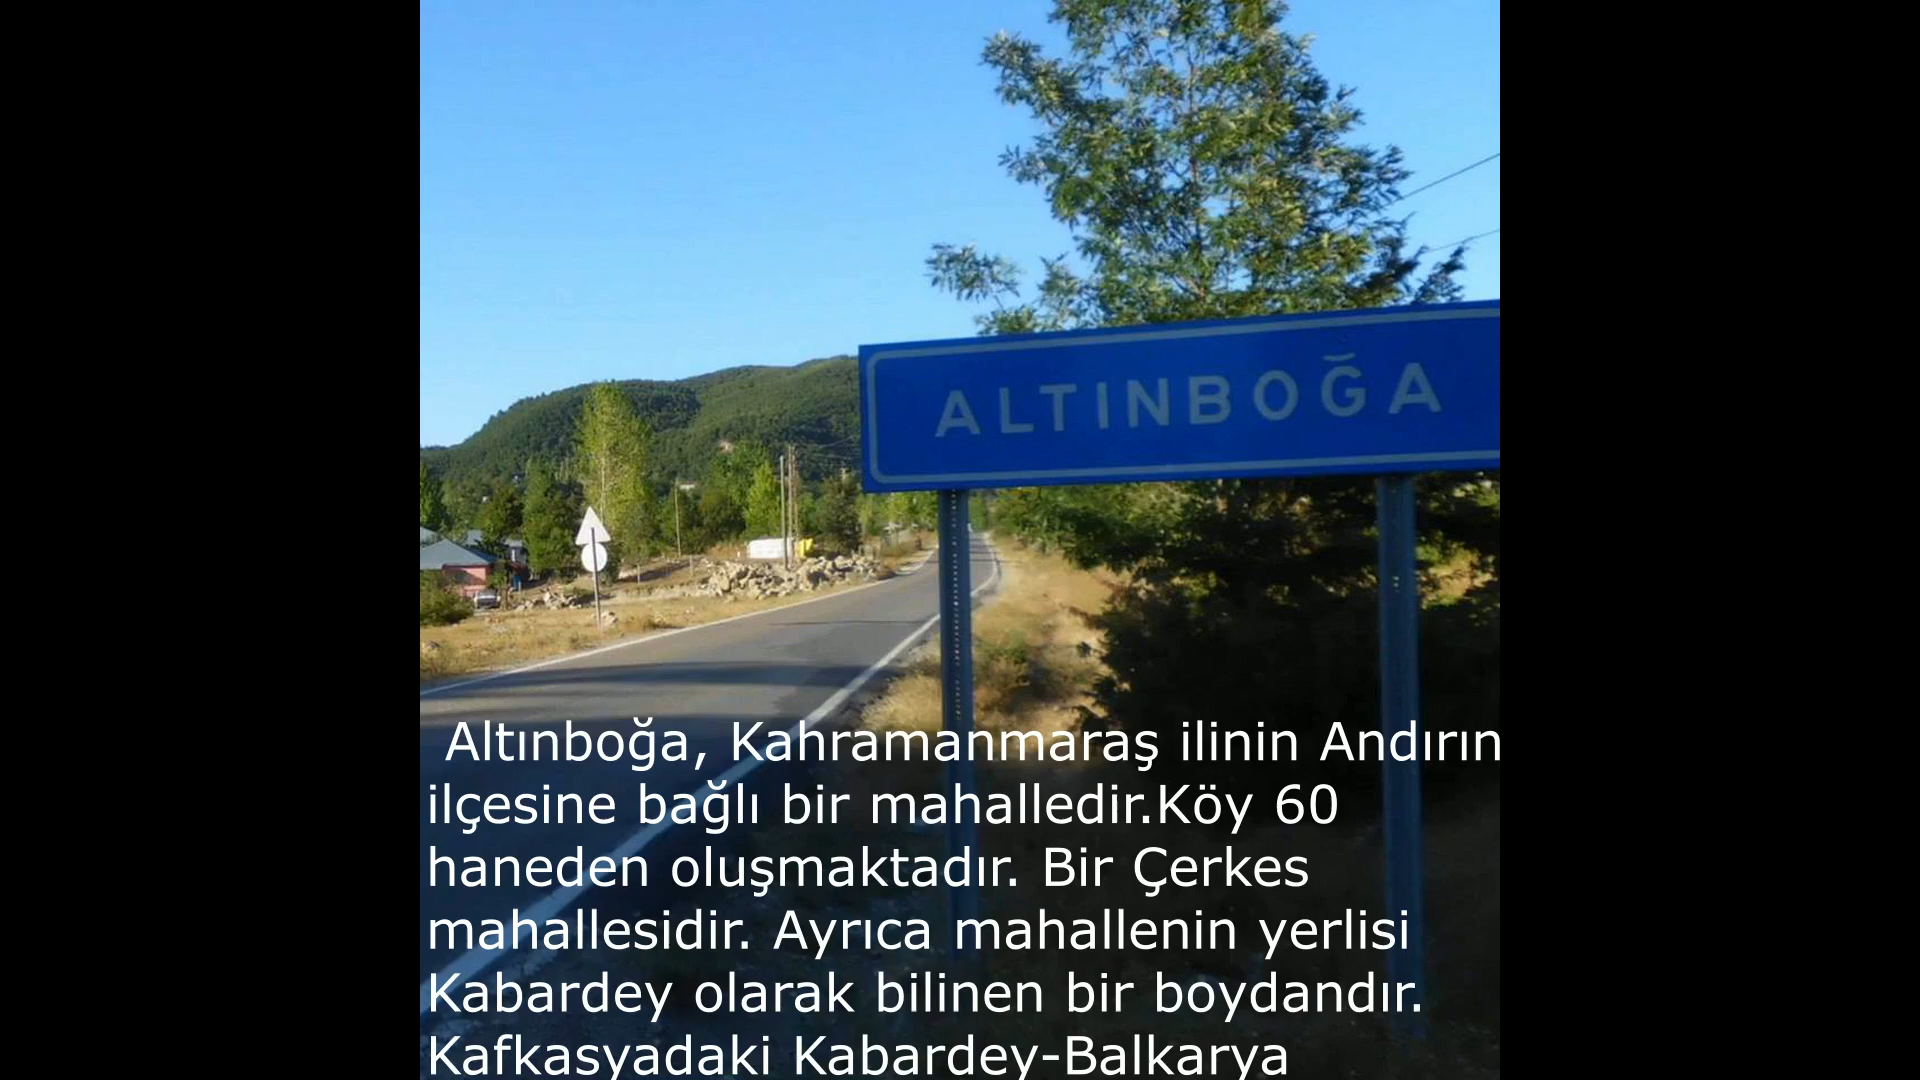 ALTINBOĞA
Altınboğa, Kahramanmaraş ilinin Andırın
ilçesine bağlı bir mahalledir.Köy 60
haneden oluşmaktadır. Bir Çerkes
mahallesidir. Ayrıca mahallenin yerlisi
Kabardey olarak bilinen bir boydandır.
Kafkasyadaki Kabardey-Balkarya